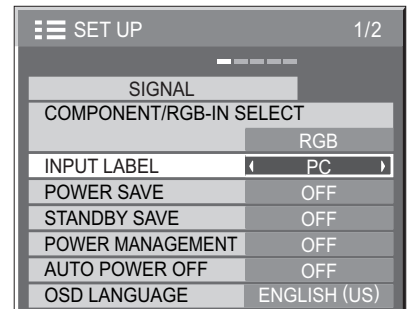 SET UP 1/2
SIGNAL
COMPONENT/RGB-IN SELECT
RGB
INPUT LABEL PC
POWER SAVE OFF
STANDBY SAVE OFF
POWER MANAGEMENT OFF
AUTO POWER OFF OFF
OSD LANGUAGE ENGLISH (US)